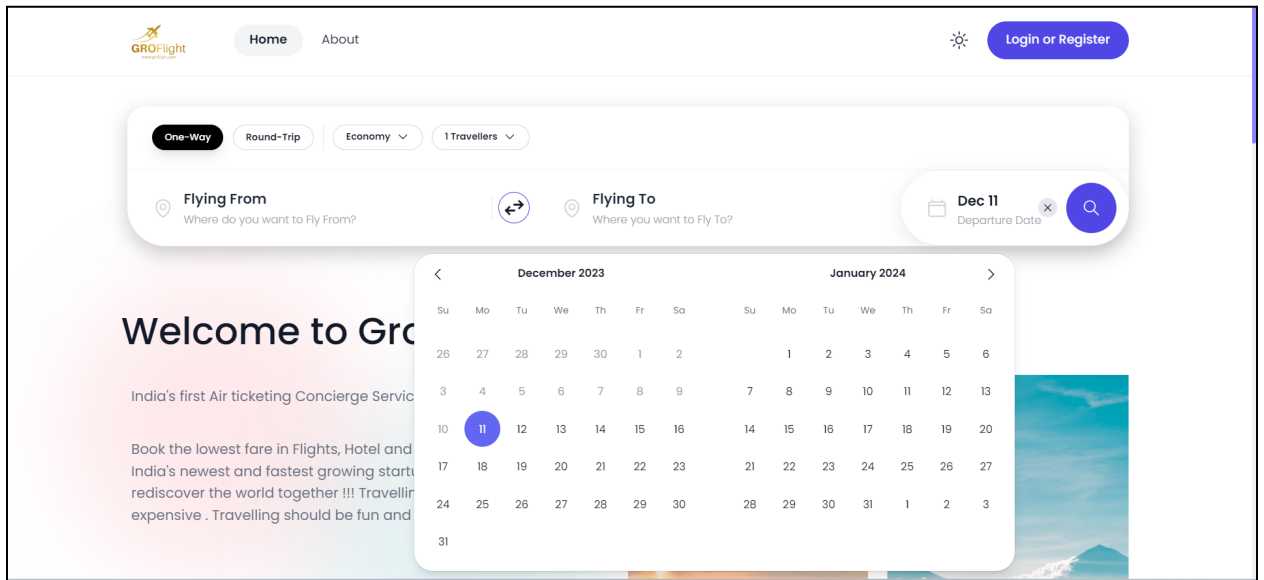 GROFlight
Home
About
Login or Register
One-Way
Round-Trip
Economy
1 Travellers
Flying From
Where do you want to Fly From?
Flying To
Where you want to Fly To?
Dec 11
Departure Date
December 2023
Su Mo Tu We Th Fr Sa
26 27 28 29 30 1 2
3 4 5 6 7 8 9
10 11 12 13 14 15 16
17 18 19 20 21 22 23
24 25 26 27 28 29 30
31
January 2024
Su Mo Tu We Th Fr Sa
1 2 3 4 5 6
7 8 9 10 11 12 13
14 15 16 17 18 19 20
21 22 23 24 25 26 27
28 29 30 31 1 2 3
Welcome to Gro
India's first Air ticketing Concierge Servic
Book the lowest fare in Flights, Hotel and
India's newest and fastest growing startu
rediscover the world together !!! Travellin
expensive . Travelling should be fun and